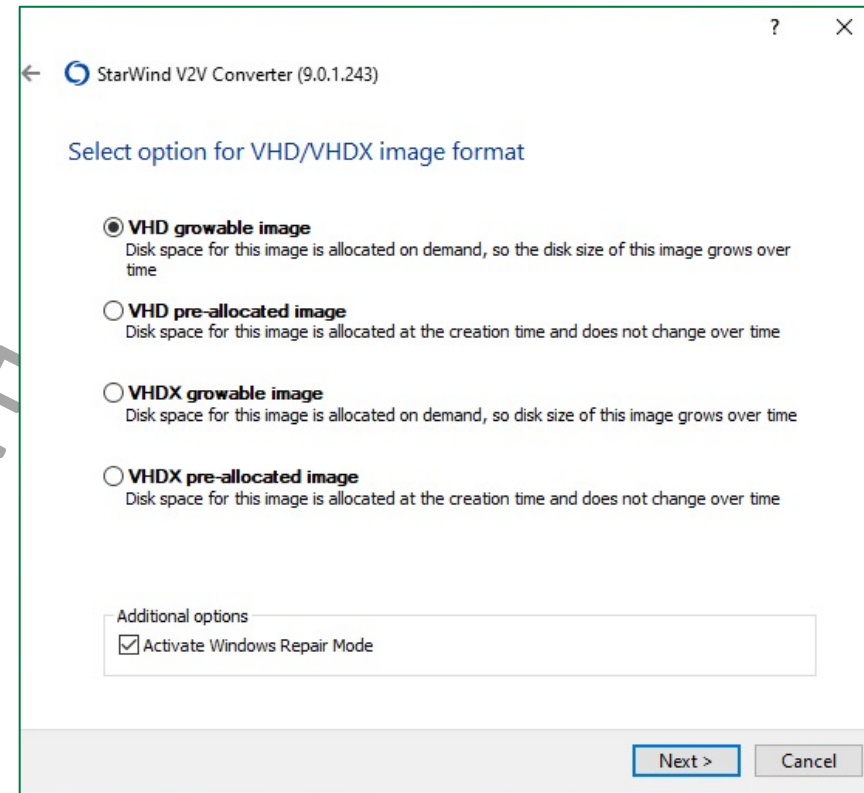 ?
StarWind V2V Converter (9.0.1.243)
Select option for VHD/VHDX image format
VHD growable image
Disk space for this image is allocated on demand, so the disk size of this image grows over
time
VHD pre-allocated image
Disk space for this image is allocated at the creation time and does not change over time
VHDX growable image
Disk space for this image is allocated on demand, so disk size of this image grows over time
VHDX pre-allocated image
Disk space for this image is allocated at the creation time and does not change over time
Additional options
Activate Windows Repair Mode
Next > Cancel